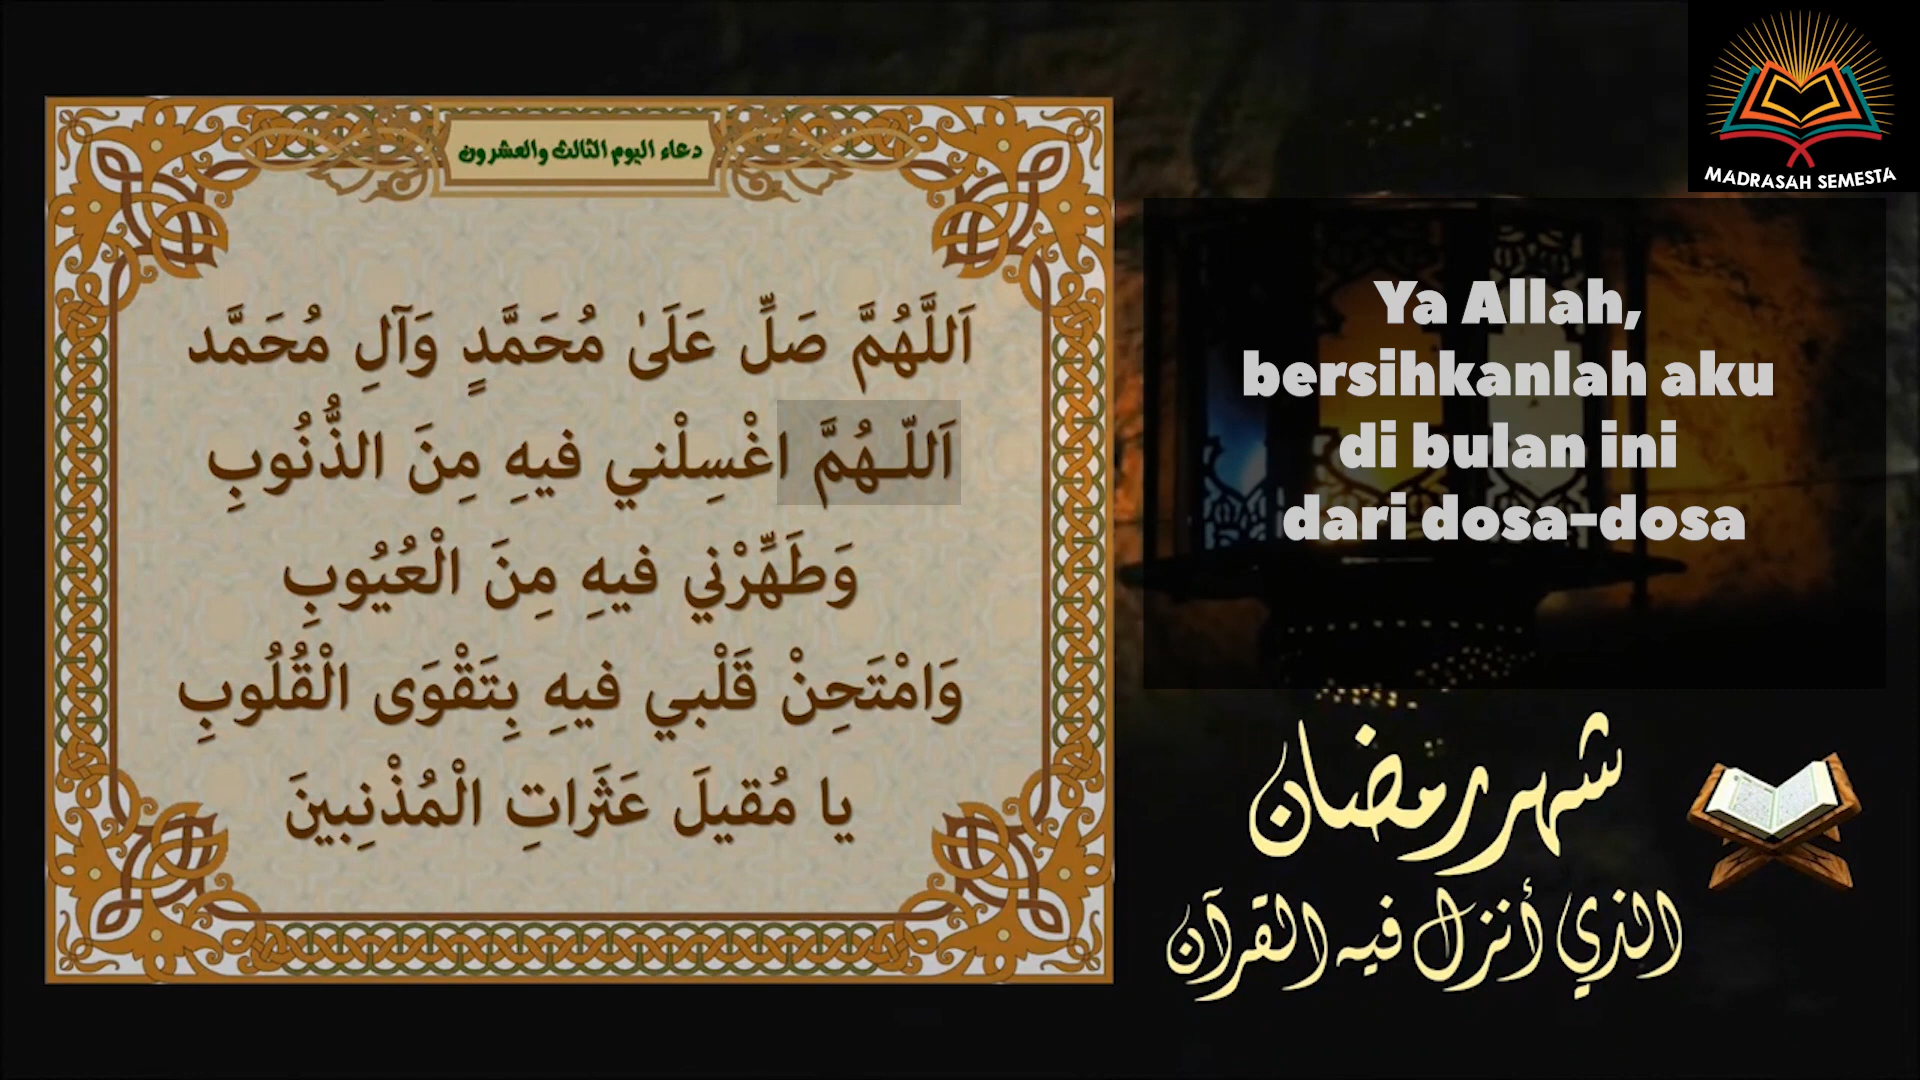 دعاء اليوم الثالث والعشرون
اَللَّهُمَّ صَلِّ عَلَىٰ مُحَمَّدٍ وَآلِ مُحَمَّد
اَللّـهُمَّ اغْسِلْني فيهِ مِنَ الذُّنُوبِ
وَطَهِّرْني فيهِ مِنَ الْعُيُوبِ
وَامْتَحِنْ قَلْبي فيهِ بِتَقْوَى الْقُلُوبِ
يا مُقيلَ عَثَراتِ الْمُذْنِبينَ
MADRASAH SEMESTA
Ya Allah,
bersihkanlah aku
di bulan ini
dari dosa-dosa
شهر رمضان
الذي أنزل فيه القرآن